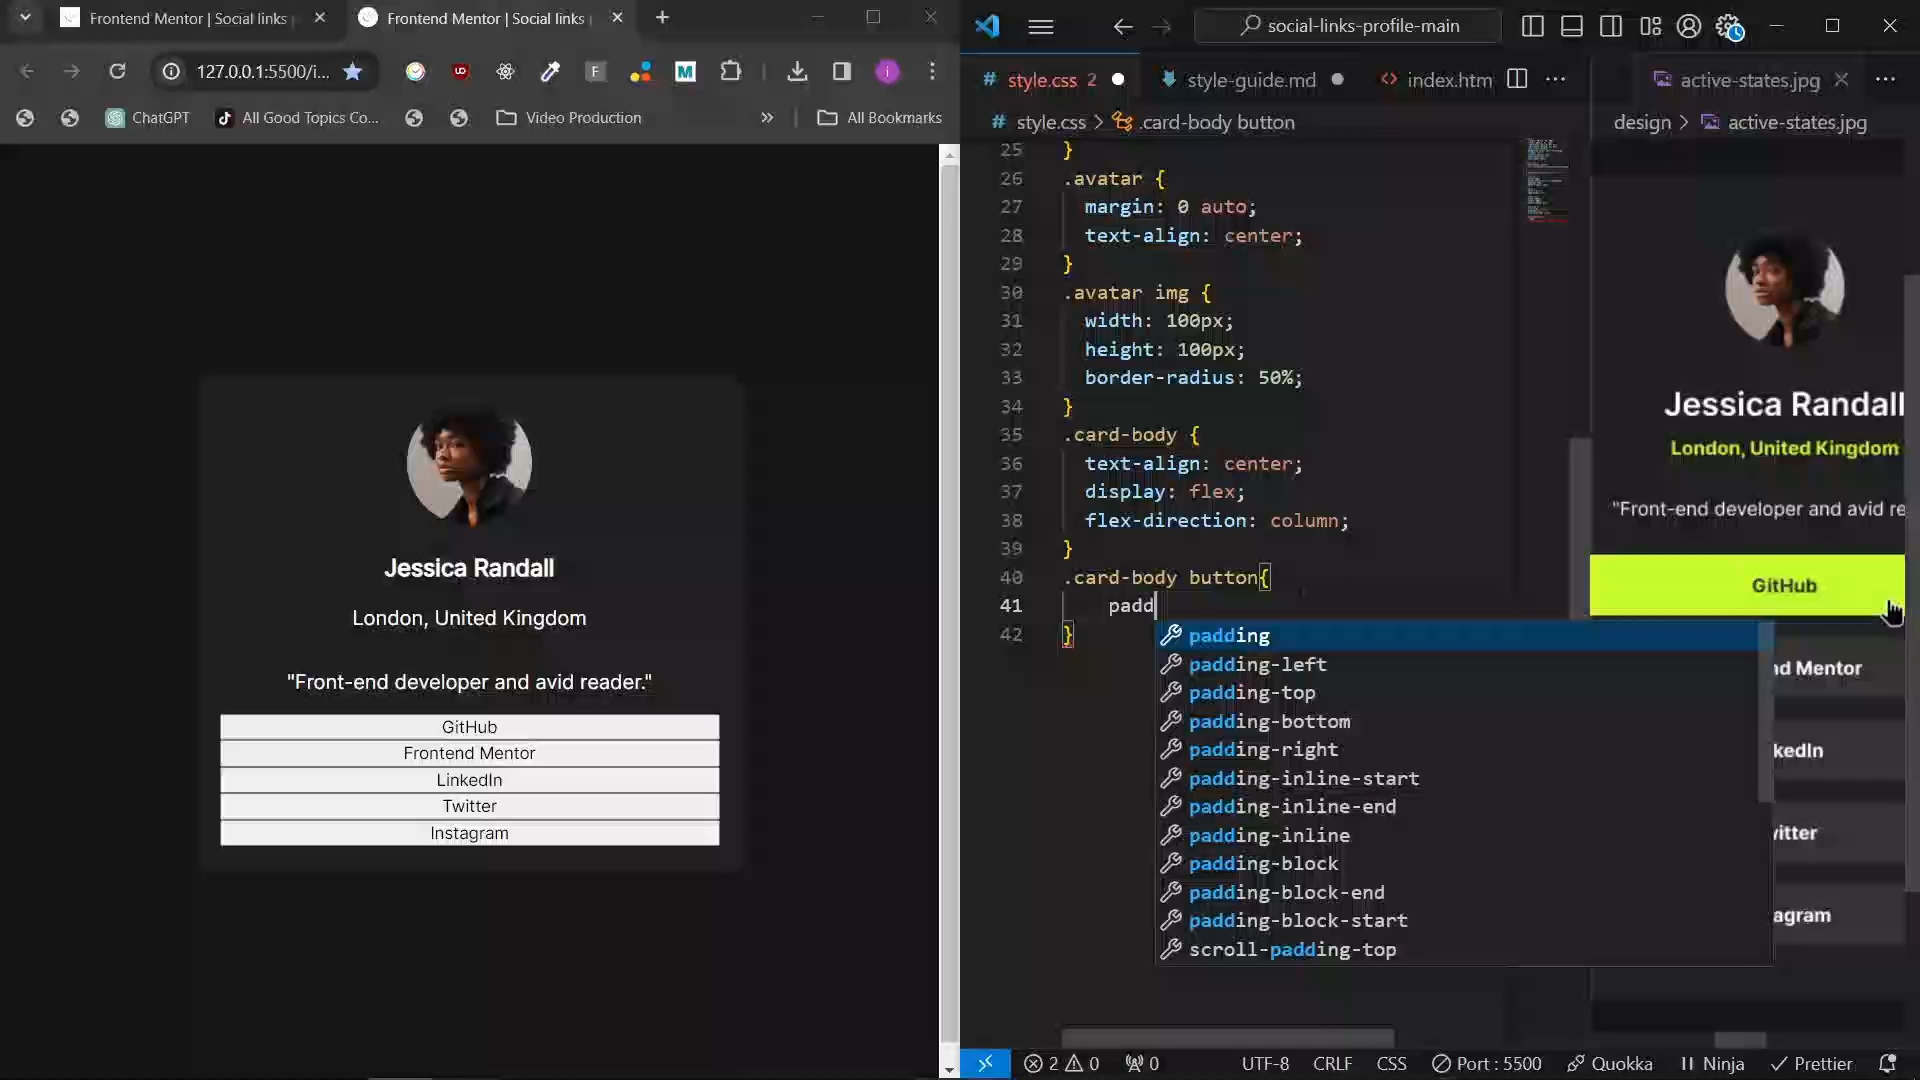 Frontend Mentor | Social links
Frontend Mentor | Social links
127.0.0.1:5500/i...
ChatGPT
All Good Topics Co...
Video Production
»
All Bookmarks
Jessica Randall
London, United Kingdom
"Front-end developer and avid reader."
GitHub
Frontend Mentor
LinkedIn
Twitter
Instagram
social-links-profile-main
# style.css 2
style-guide.md
<> index.htm
active-states.jpg
# style.css > .card-body button
design > active-states.jpg
25 }
26 .avatar {
27 margin: 0 auto;
28 text-align: center;
29 }
30 .avatar img {
31 width: 100px;
32 height: 100px;
33 border-radius: 50%;
34 }
35 .card-body {
36 text-align: center;
37 display: flex;
38 flex-direction: column;
39 }
40 .card-body button{
41 padd
42 }
padding
padding-left
padding-top
padding-bottom
padding-right
padding-inline-start
padding-inline-end
padding-inline
padding-block
padding-block-end
padding-block-start
scroll-padding-top
Jessica Randall
London, United Kingdom
"Front-end developer and avid re
GitHub
nd Mentor
kedIn
vitter
agram
2 0
0
UTF-8
CRLF
CSS
Port : 5500
Quokka
Ninja
Prettier